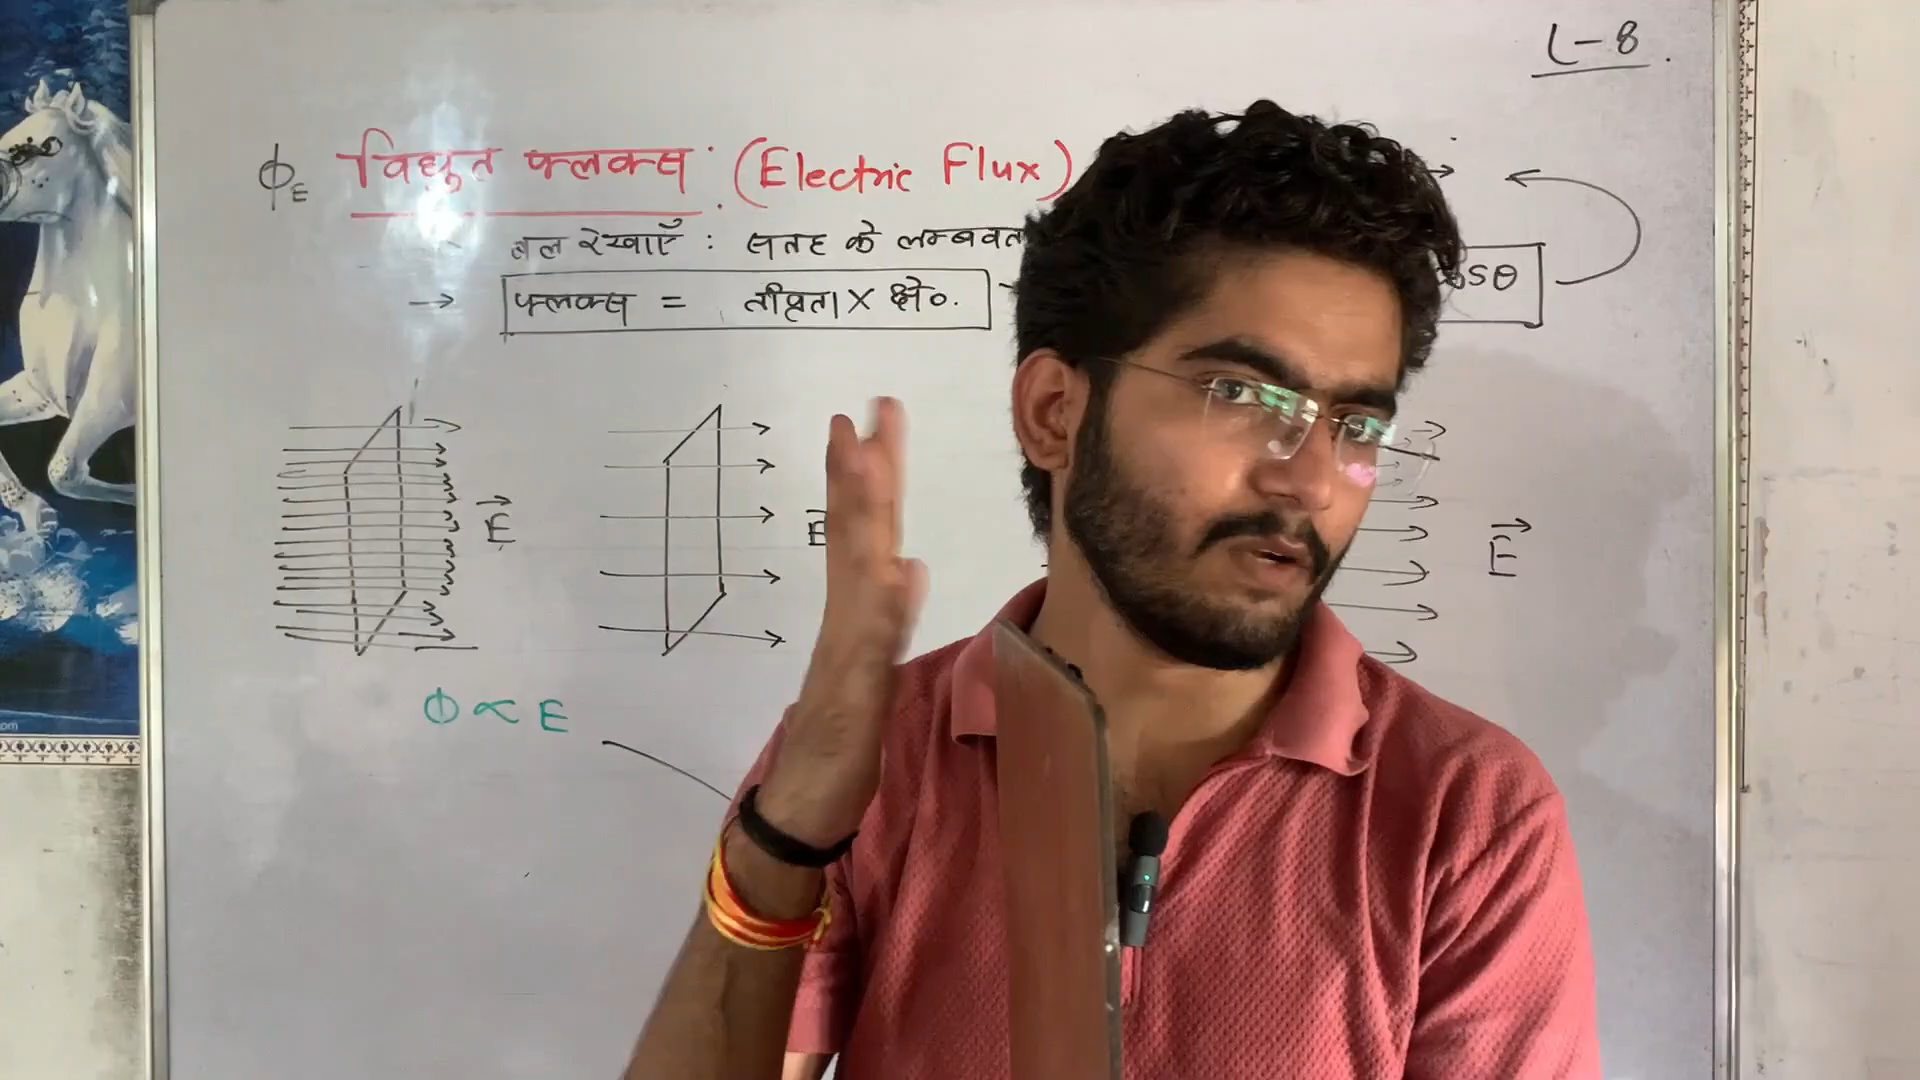 L-8.
ϕE विधुत फ्लक्स : (Electric Flux)
बल रेखाएँ : सतह के लम्बवत
→ फ्लक्स = तीव्रता × क्षे०.
E
E
E
Φ ∝ E